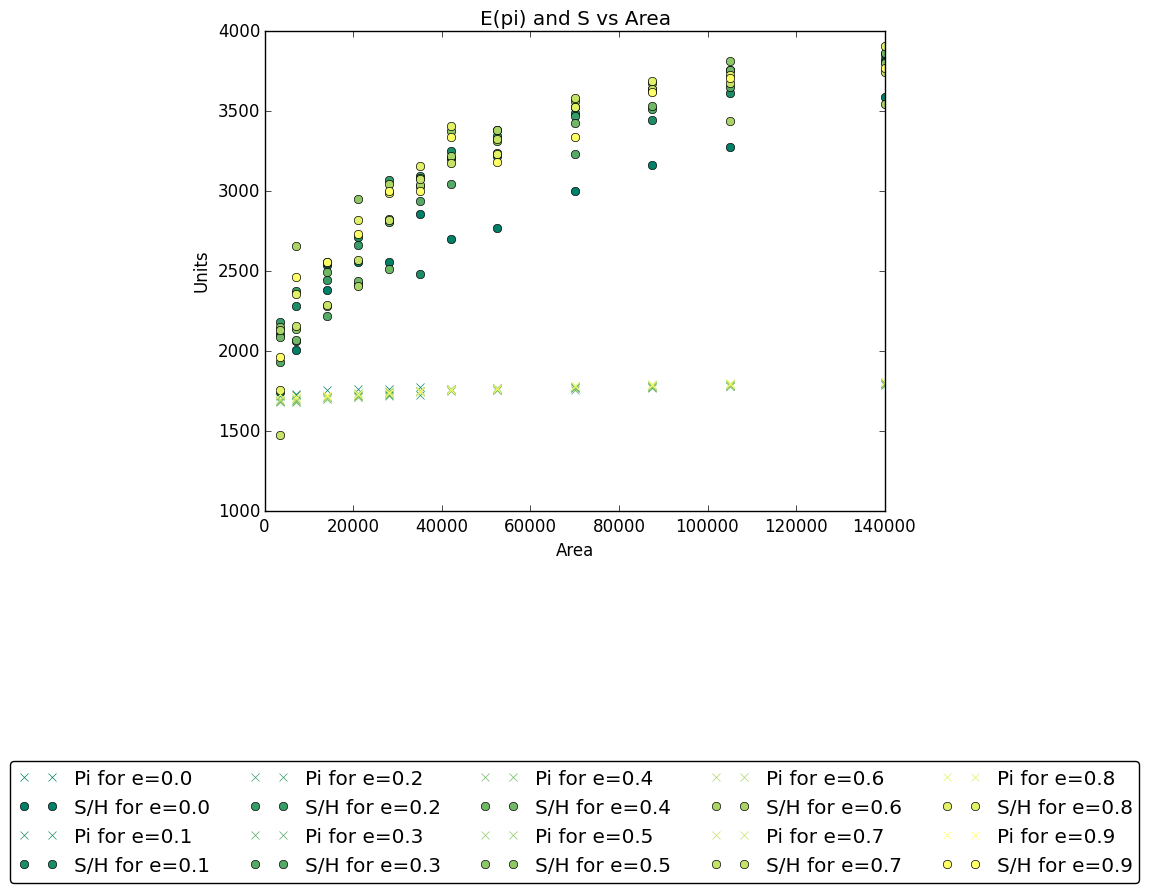 E(pi) and S vs Area
4000
3500
3000
2500
2000
1500
1000
Units
0 20000 40000 60000 80000 100000 120000 140000
Area
Pi for e=0.0 Pi for e=0.2 Pi for e=0.4 Pi for e=0.6 Pi for e=0.8
S/H for e=0.0 S/H for e=0.2 S/H for e=0.4 S/H for e=0.6 S/H for e=0.8
Pi for e=0.1 Pi for e=0.3 Pi for e=0.5 Pi for e=0.7 Pi for e=0.9
S/H for e=0.1 S/H for e=0.3 S/H for e=0.5 S/H for e=0.7 S/H for e=0.9